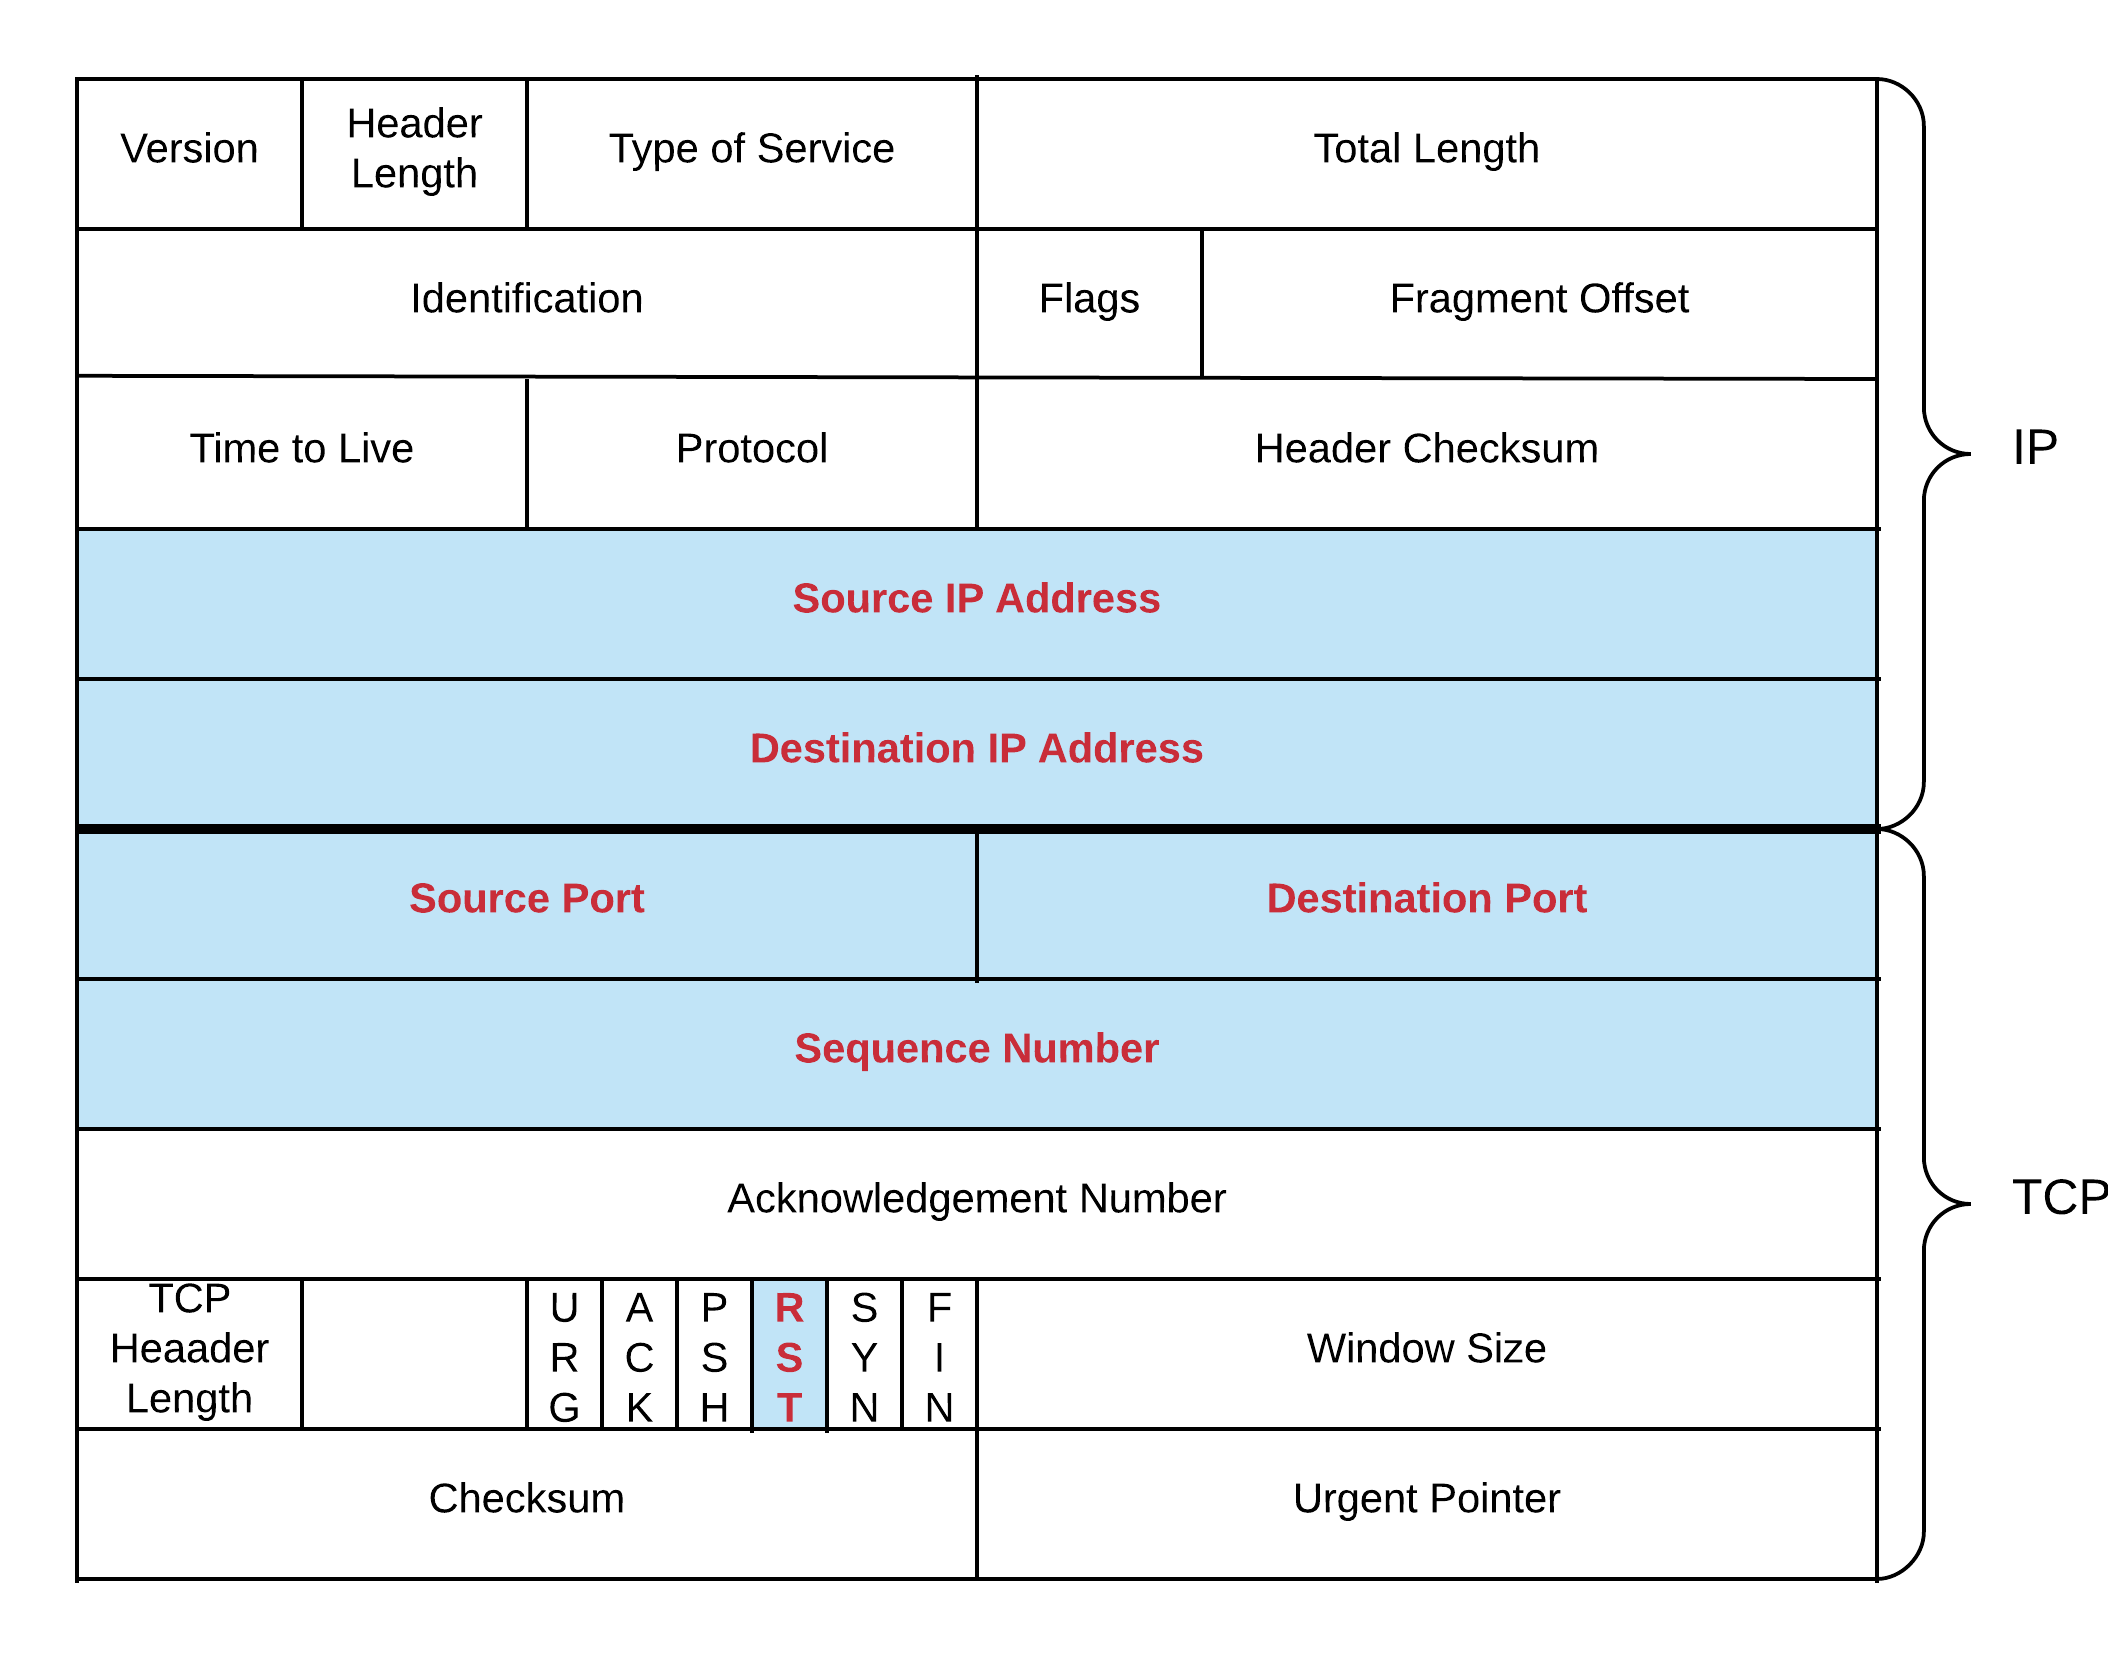 Version
Header
Length
Type of Service
Total Length
Identification
Flags
Fragment Offset
Time to Live
Protocol
Header Checksum
IP
Source IP Address
Destination IP Address
Source Port
Destination Port
Sequence Number
Acknowledgement Number
TCP
TCP
Heaader
Length
URG
ACK
PSH
RST
SYN
FIN
Window Size
Checksum
Urgent Pointer